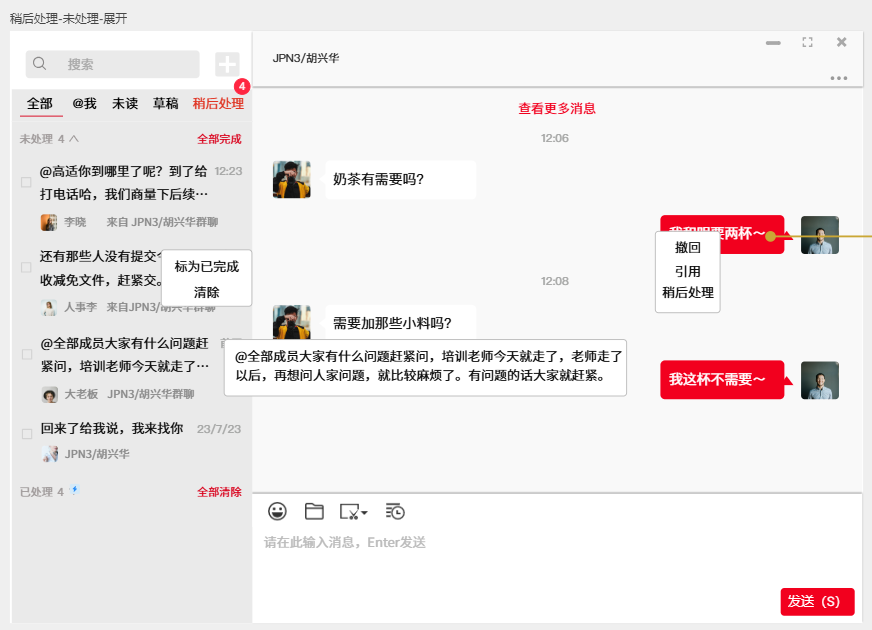 稍后处理-未处理-展开
搜索
4
全部 @我 未读 草稿 稍后处理
未处理 4 全部完成
@高适你到哪里了呢？到了给 12:23
打电话哈，我们商量下后续…
李晓 来自 JPN3/胡兴华群聊
还有那些人没有提交
收减免文件，赶紧交。
人事李 来自JPN3/胡兴华群聊
标为已完成
清除
@全部成员大家有什么问题赶
紧问，培训老师今天就走了…
大老板 JPN3/胡兴华群聊
回来了给我说，我来找你 23/7/23
JPN3/胡兴华
已处理 4 全部清除
JPN3/胡兴华
查看更多消息
12:06
奶茶有需要吗？
要两杯～
撤回
引用
稍后处理
12:08
需要加那些小料吗？
@全部成员大家有什么问题赶紧问，培训老师今天就走了，老师走了
以后，再想问人家问题，就比较麻烦了。有问题的话大家就赶紧。
我这杯不需要～
请在此输入消息，Enter发送
发送（S）